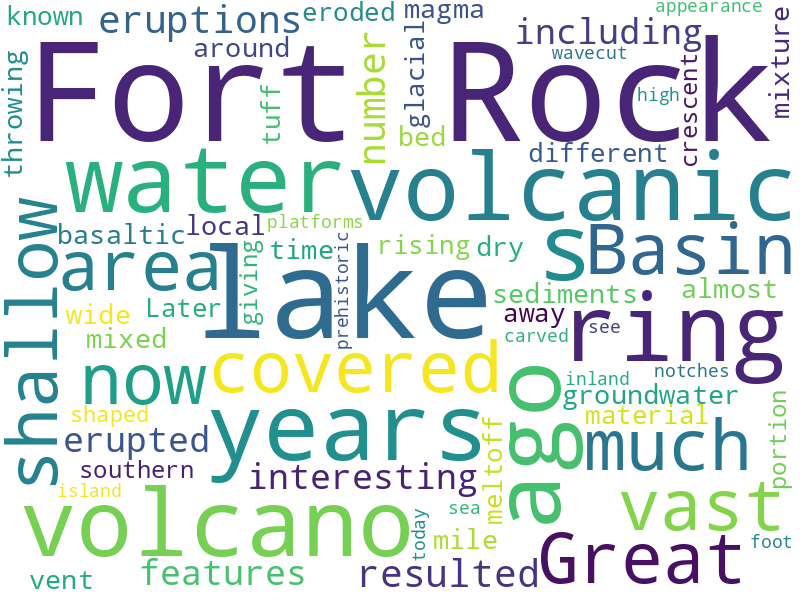 known
eruptions
eroded
magma
appearance
around
including
wavecut
Fort
Rock
throwing
tuff
number
glacial
bed
high
crescent
mixture
different
water
volcanic
shallow
basaltic
local
platforms
time
rising
dry
s
Basin
area
giving
prehistoric
lake
sediments
almost
wide
Later
mixed
away
ring
carved
see
now
covered
notches
inland
groundwater
shaped
years
ago
material
portion
erupted
much
southern
interesting
meltoff
island
volcano
sea
vast
today
mile
Great
foot
vent
features
resulted